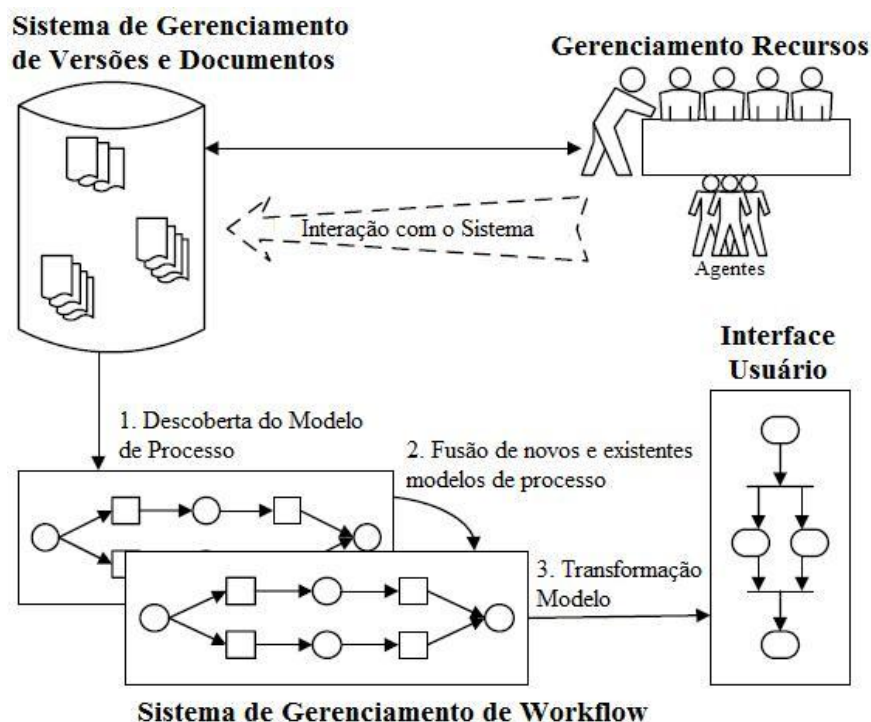 Sistema de Gerenciamento
de Versões e Documentos
Gerenciamento Recursos
Interação com o Sistema
Agentes
Interface
Usuário
1. Descoberta do Modelo
de Processo
2. Fusão de novos e existentes
modelos de processo
3. Transformação
Modelo
Sistema de Gerenciamento de Workflow